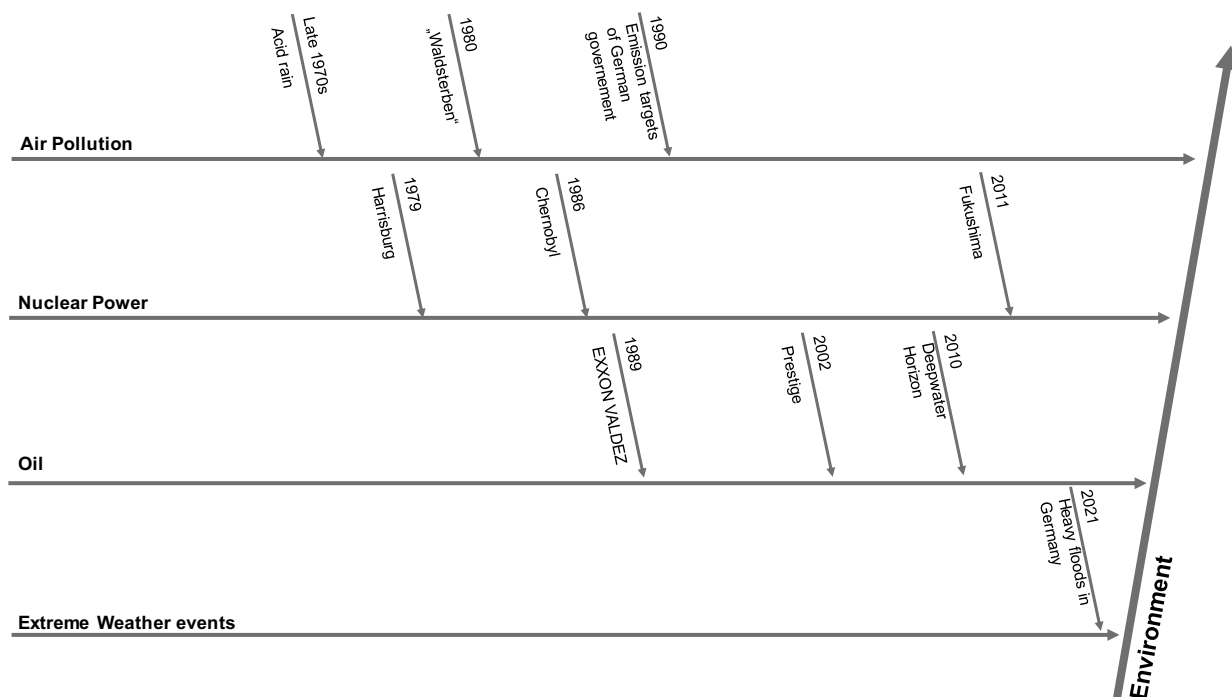 Late 1970s
Acid rain
1980
„Waldsterben“
1990
Emission targets
of German
governement
Air Pollution
1979
Harrisburg
1986
Chernobyl
2011
Fukushima
Nuclear Power
1989
EXXON VALDEZ
2002
Prestige
2010
Deepwater
Horizon
Oil
2021
Heavy floods in
Germany
Extreme Weather events
Environment